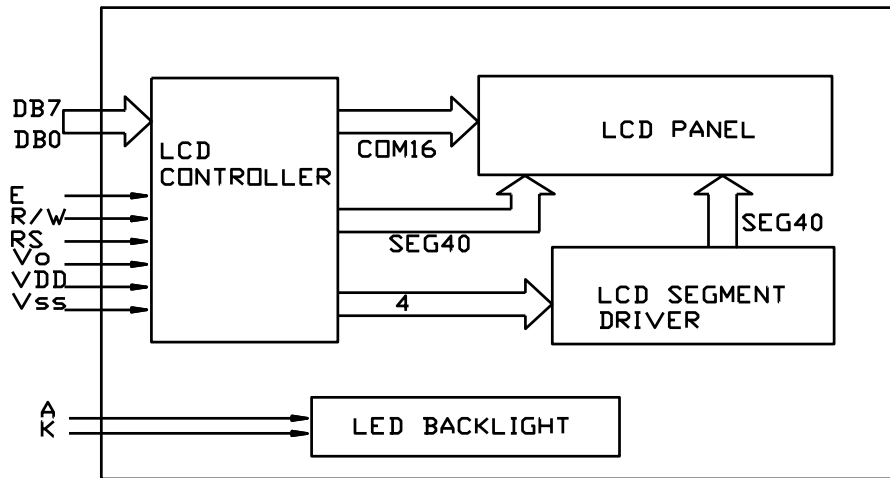 DB7
DB0
E
R/W
RS
Vo
VDD
Vss
LCD
CONTROLLER
COM16
SEG40
4
LCD PANEL
SEG40
LCD SEGMENT
DRIVER
A
K
LED BACKLIGHT